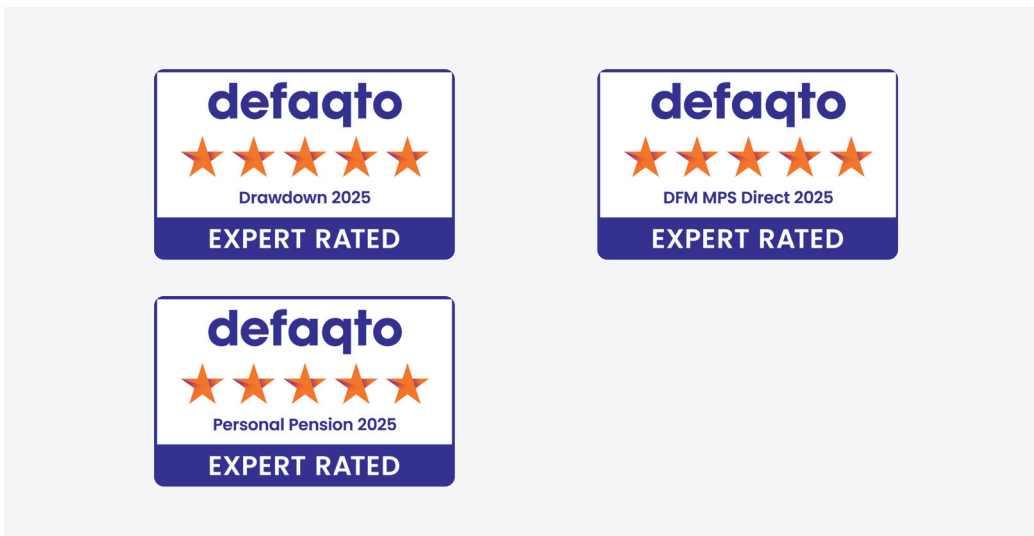 defaqto
Drawdown 2025
EXPERT RATED
defaqto
DFM MPS Direct 2025
EXPERT RATED
defaqto
Personal Pension 2025
EXPERT RATED